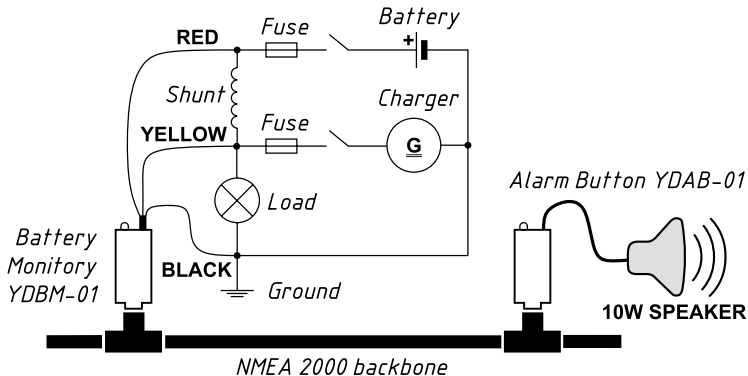 Battery
Fuse
RED
+
Shunt
Charger
Fuse
YELLOW
G
Alarm Button YDAB-01
Load
Battery
Monitory
YDBM-01
BLACK
Ground
10W SPEAKER
NMEA 2000 backbone